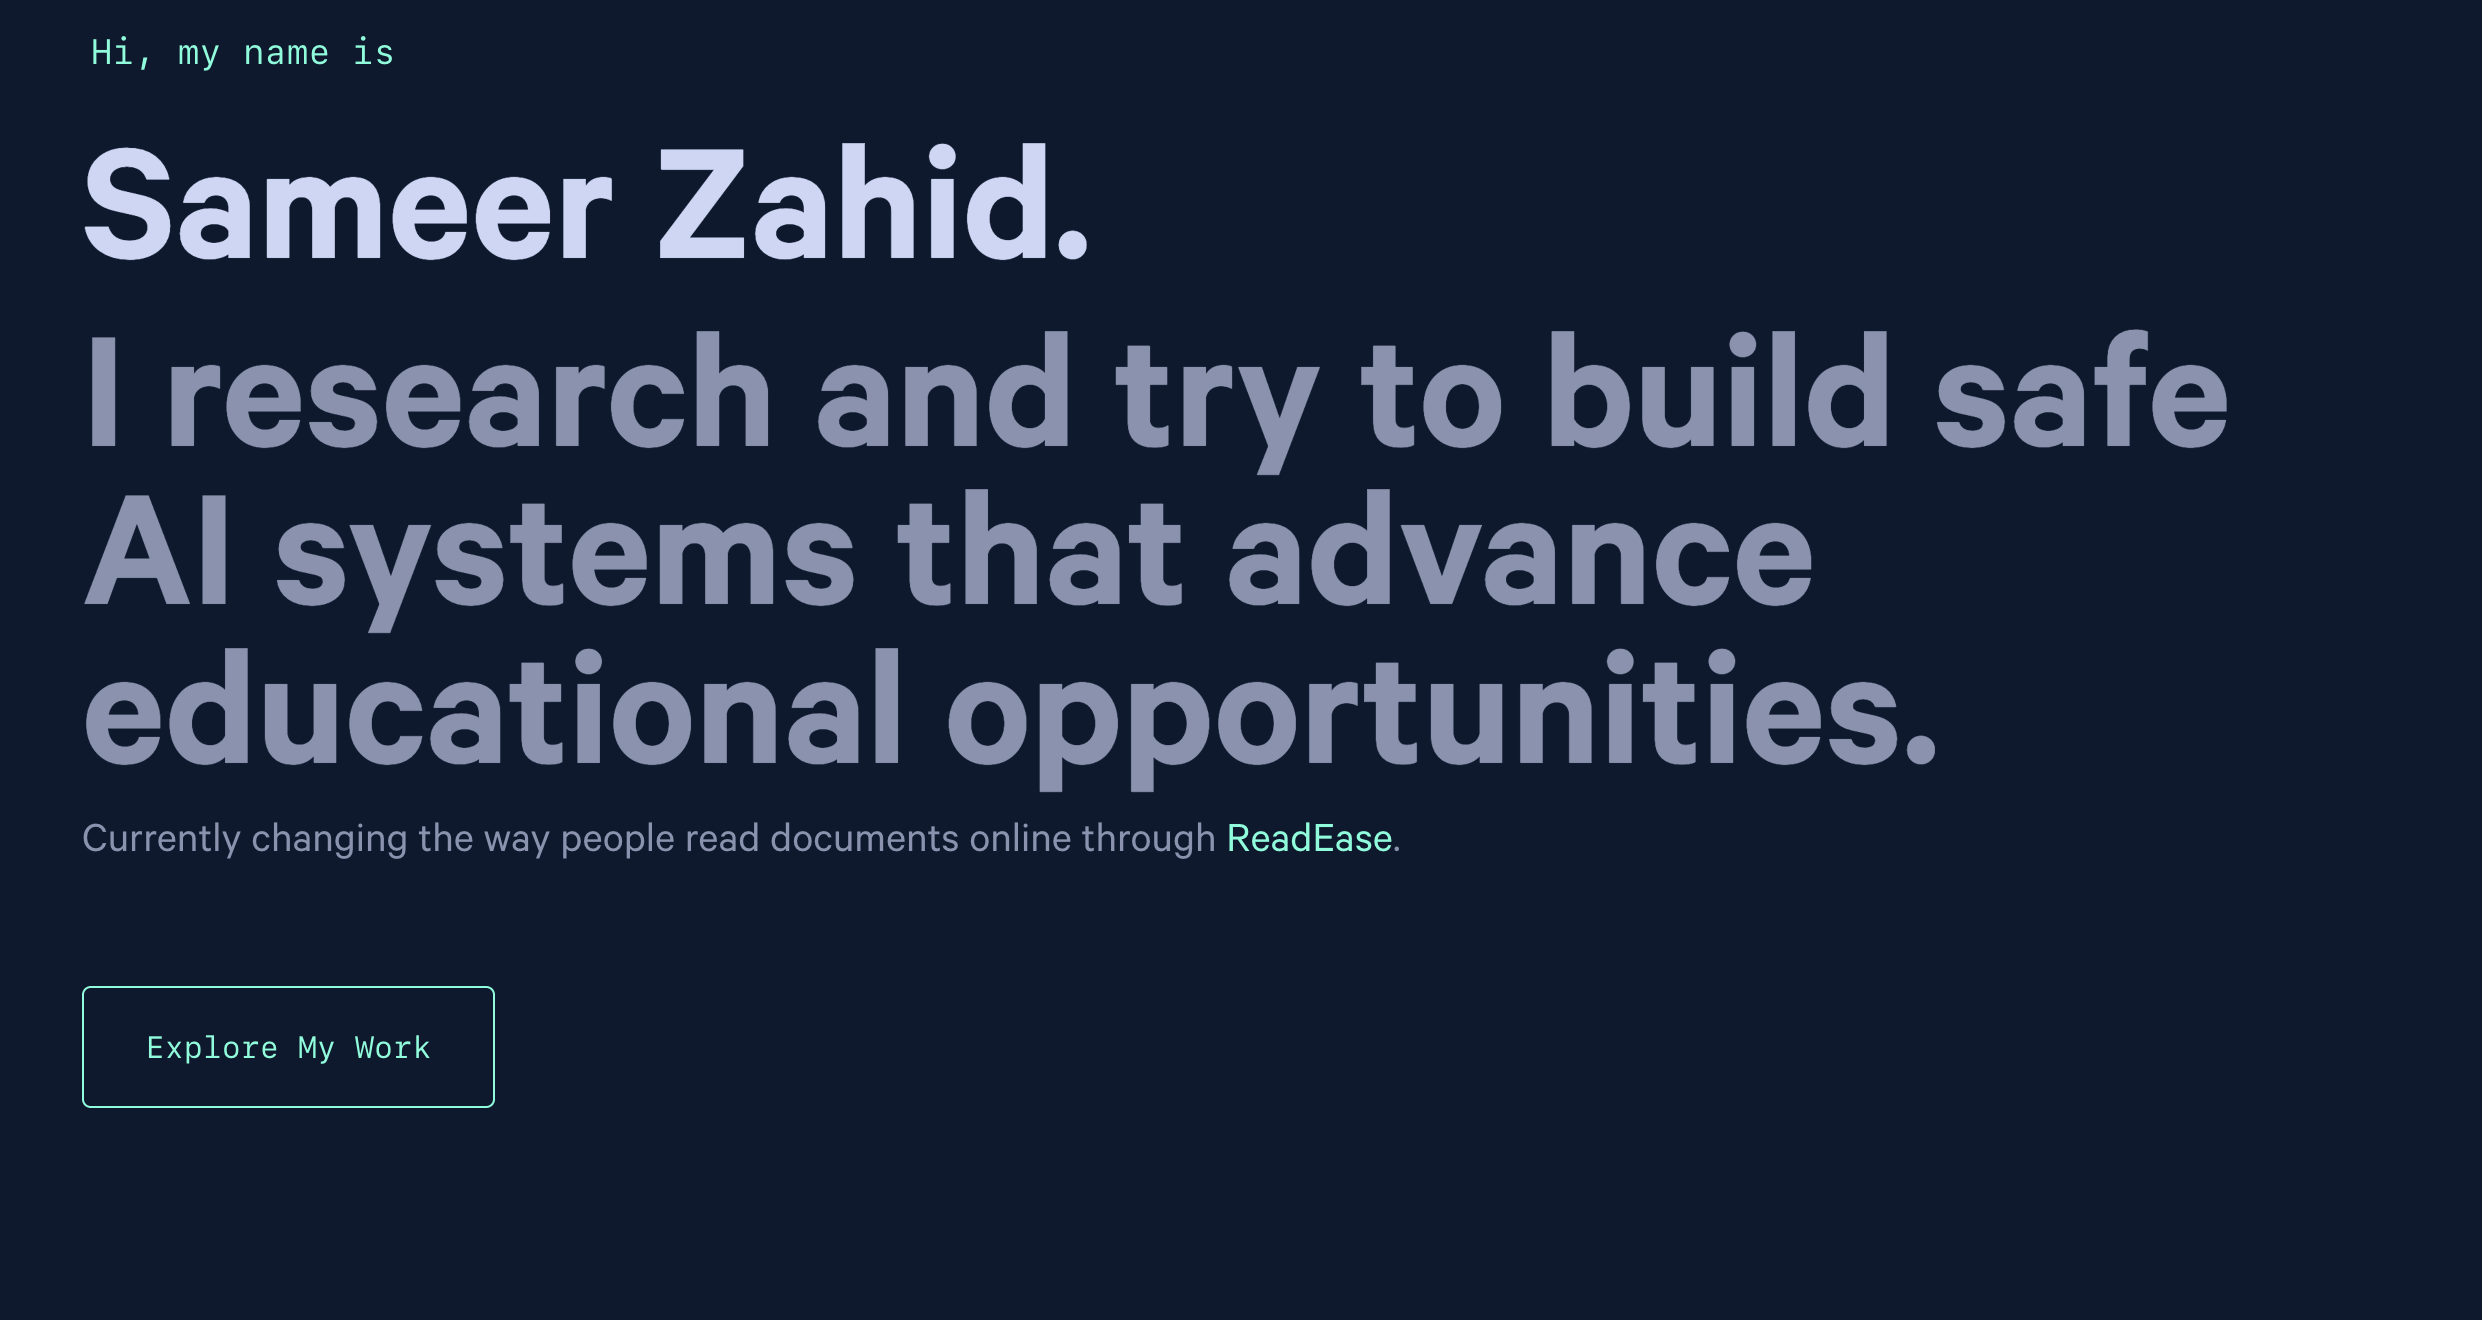 Hi, my name is
Sameer Zahid.
I research and try to build safe
AI systems that advance
educational opportunities.
Currently changing the way people read documents online through ReadEase.
Explore My Work